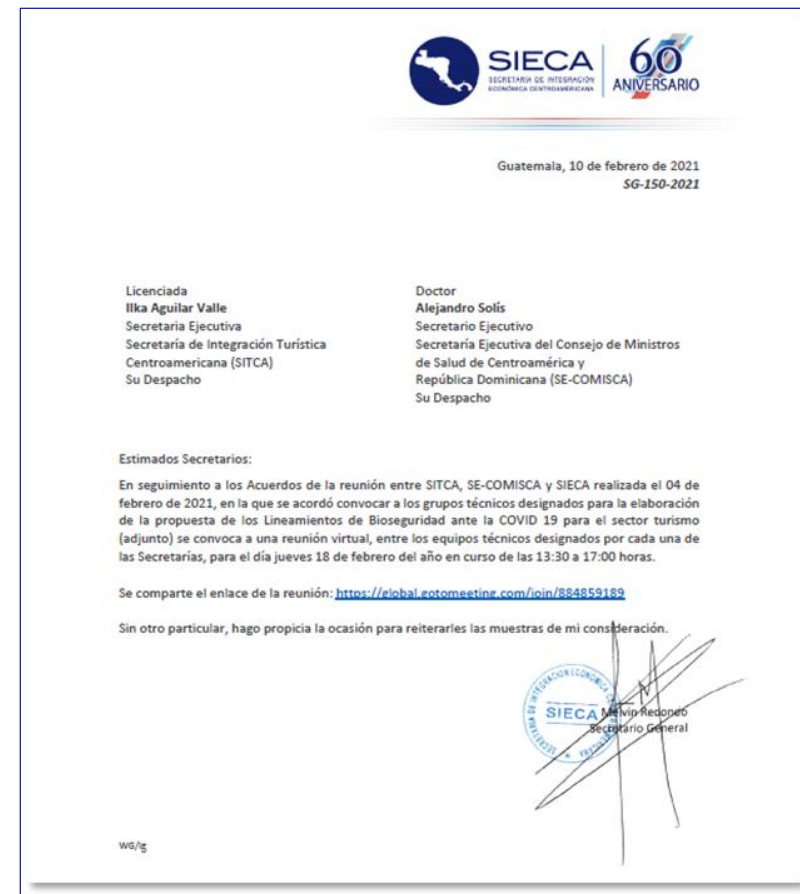 SIECA
SECRETARÍA DE INTEGRACIÓN
ECONÓMICA CENTROAMERICANA
60
ANIVERSARIO
Guatemala, 10 de febrero de 2021
SG-150-2021
Licenciada
Ilka Aguilar Valle
Secretaria Ejecutiva
Secretaría de Integración Turística
Centroamericana (SITCA)
Su Despacho
Doctor
Alejandro Solís
Secretario Ejecutivo
Secretaría Ejecutiva del Consejo de Ministros
de Salud de Centroamérica y
República Dominicana (SE-COMISCA)
Su Despacho
Estimados Secretarios:
En seguimiento a los Acuerdos de la reunión entre SITCA, SE-COMISCA y SIECA realizada el 04 de
febrero de 2021, en la que se acordó convocar a los grupos técnicos designados para la elaboración
de la propuesta de los Lineamientos de Bioseguridad ante la COVID 19 para el sector turismo
(adjunto) se convoca a una reunión virtual, entre los equipos técnicos designados por cada una de
las Secretarías, para el día jueves 18 de febrero del año en curso de las 13:30 a 17:00 horas.
Se comparte el enlace de la reunión: https://global.gotomeeting.com/join/884859189
Sin otro particular, hago propicia la ocasión para reiterarles las muestras de mi consideración.
SIECA
Melvin Redondo
Secretario General
WG/lg